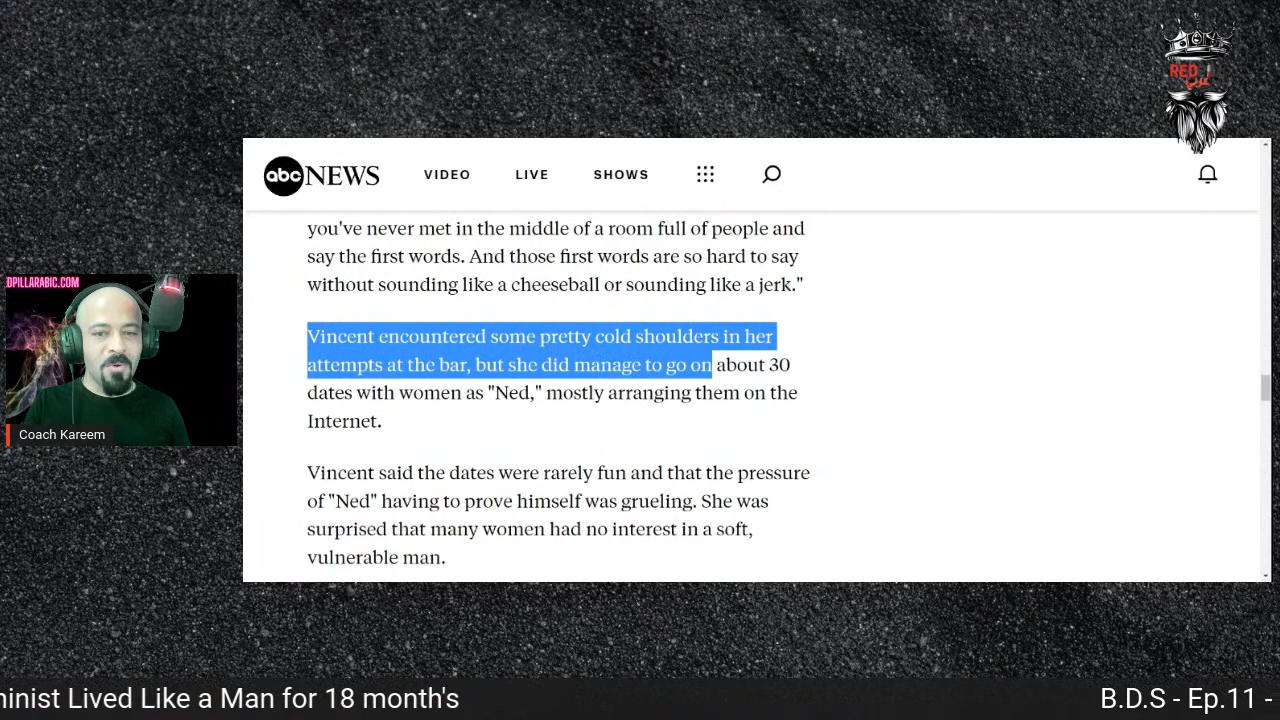 RED
abc NEWS VIDEO LIVE SHOWS
you've never met in the middle of a room full of people and
say the first words. And those first words are so hard to say
without sounding like a cheeseball or sounding like a jerk."
Vincent encountered some pretty cold shoulders in her
attempts at the bar, but she did manage to go on about 30
dates with women as "Ned," mostly arranging them on the
Internet.
Vincent said the dates were rarely fun and that the pressure
of "Ned" having to prove himself was grueling. She was
surprised that many women had no interest in a soft,
vulnerable man.
DPILLARABIC.COM
Coach Kareem
ninist Lived Like a Man for 18 month's
B.D.S - Ep.11 -